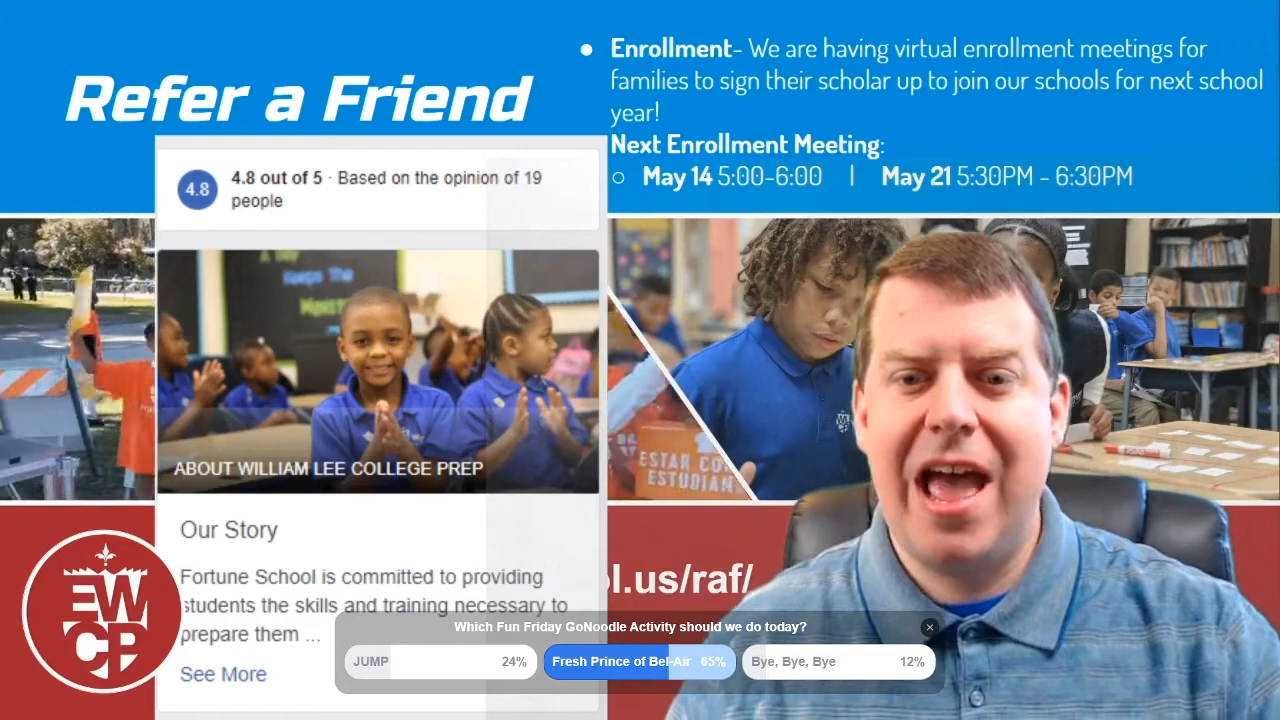 Refer a Friend
● Enrollment- We are having virtual enrollment meetings for
families to sign their scholar up to join our schools for next school
year!
Next Enrollment Meeting:
○ May 14 5:00-6:00 | May 21 5:30PM - 6:30PM
4.8
4.8 out of 5 · Based on the opinion of 19
people
Keeps The
ABOUT WILLIAM LEE COLLEGE PREP
Our Story
Fortune School is committed to providing
students the skills and training necessary to
prepare them ...
See More
ESTUDIAN
l.us/raf/
EW
CP
Which Fun Friday GoNoodle Activity should we do today?
JUMP 24%
Fresh Prince of Bel-Air 65%
Bye, Bye, Bye 12%